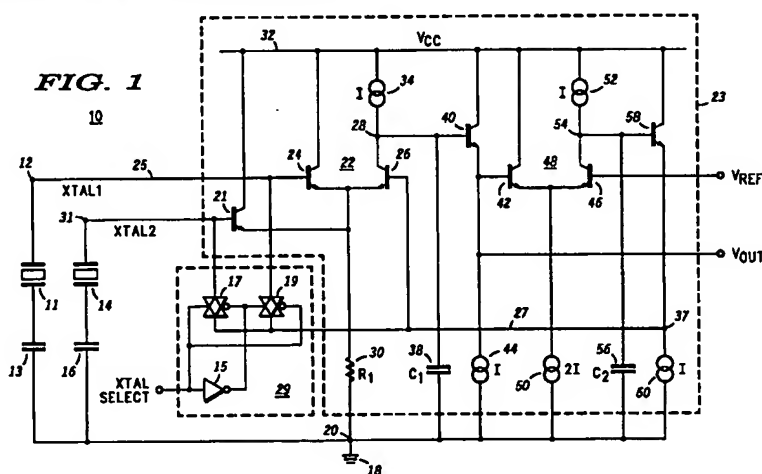 FIG. 1
10
32
VCC
I
34
I
52
23
28
40
54
58
12
25
XTAL1
24
22
26
48
VREF
31
21
XTAL2
42
46
VOUT
17
19
27
37
11
14
30
R1
38
C1
44
I
2I
60
56
C2
I
60
13
16
15
29
XTAL
SELECT
20
18